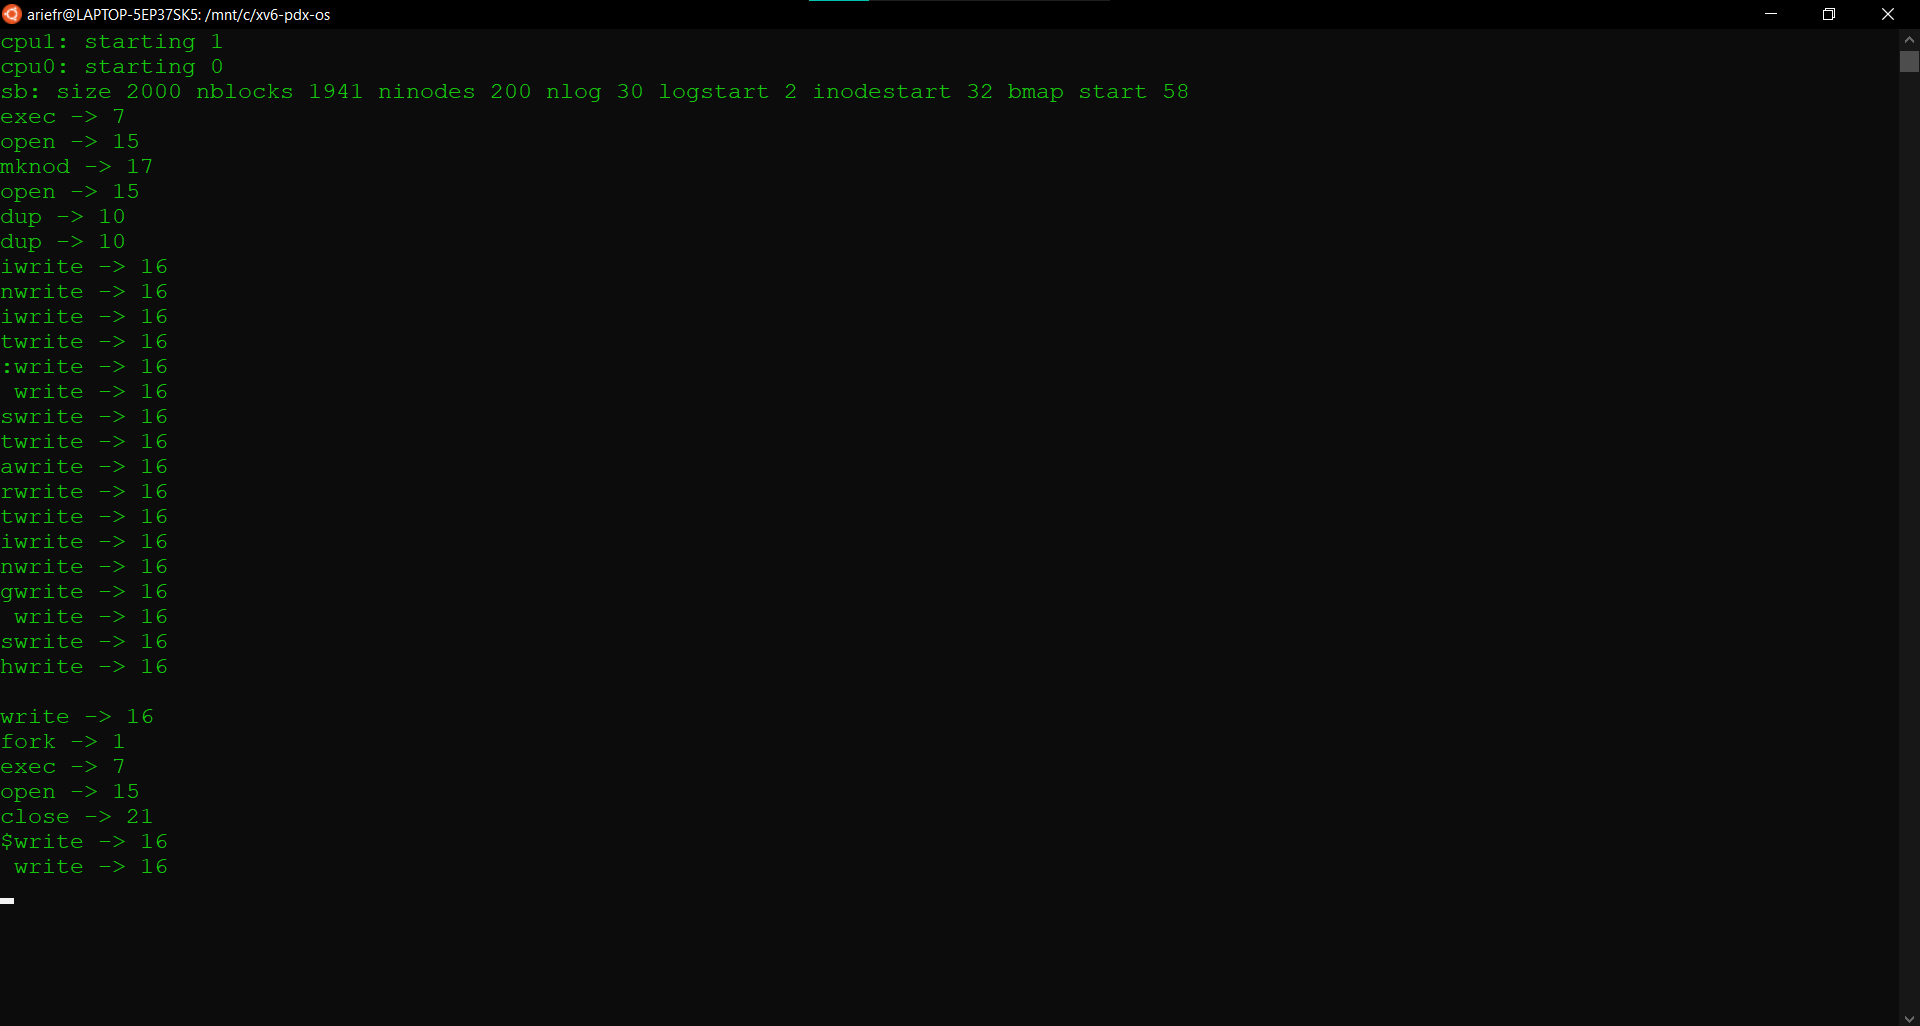 ariefr@LAPTOP-5EP37SK5: /mnt/c/xv6-pdx-os
cpu1: starting 1
cpu0: starting 0
sb: size 2000 nblocks 1941 ninodes 200 nlog 30 logstart 2 inodestart 32 bmap start 58
exec -> 7
open -> 15
mknod -> 17
open -> 15
dup -> 10
dup -> 10
iwrite -> 16
nwrite -> 16
iwrite -> 16
twrite -> 16
:write -> 16
 write -> 16
swrite -> 16
twrite -> 16
awrite -> 16
rwrite -> 16
twrite -> 16
iwrite -> 16
nwrite -> 16
gwrite -> 16
 write -> 16
swrite -> 16
hwrite -> 16

write -> 16
fork -> 1
exec -> 7
open -> 15
close -> 21
$write -> 16
 write -> 16